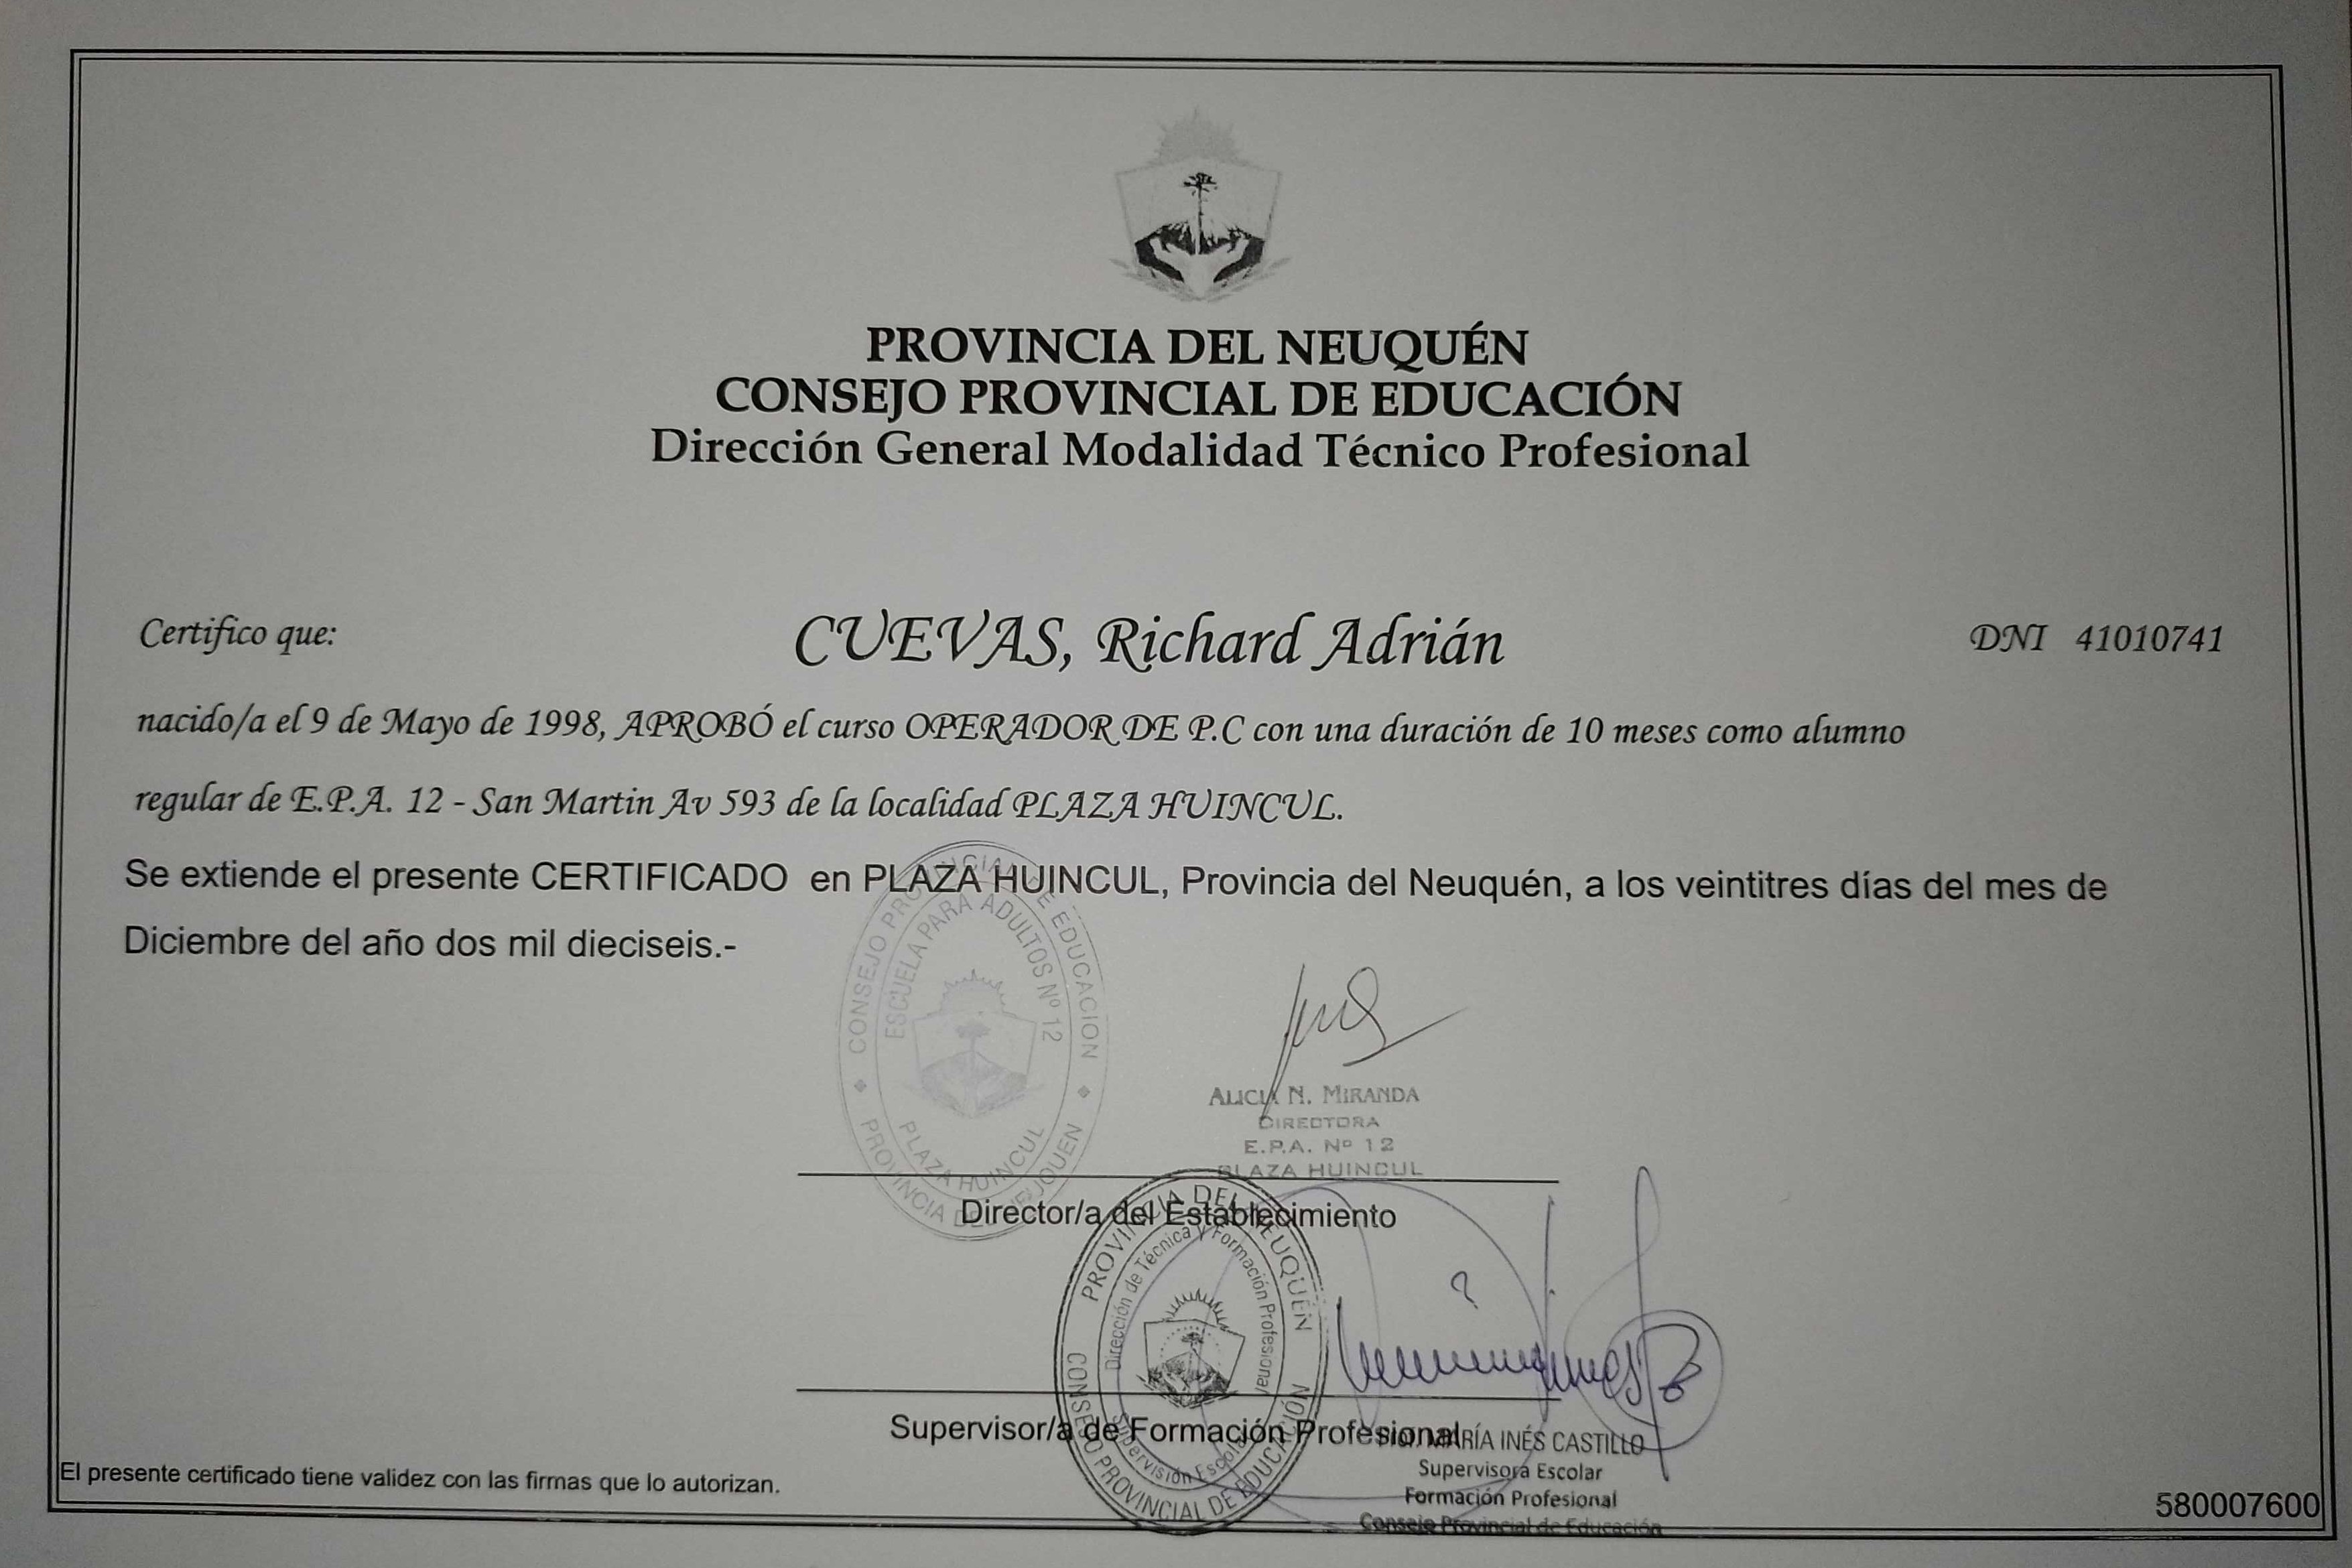 PROVINCIA DEL NEUQUÉN
CONSEJO PROVINCIAL DE EDUCACIÓN
Dirección General Modalidad Técnico Profesional
Certifico que: CUEVAS, Richard Adrián DNI 41010741
nacido/a el 9 de Mayo de 1998, APROBÓ el curso OPERADOR DE P.C con una duración de 10 meses como alumno
regular de E.P.A. 12 - San Martin Av 593 de la localidad PLAZA HUINCUL.
Se extiende el presente CERTIFICADO en PLAZA HUINCUL, Provincia del Neuquén, a los veintitres días del mes de
Diciembre del año dos mil dieciseis.-
CONSEJO PROVINCIAL DE EDUCACION
ESCUELA PARA ADULTOS Nº 12
PLAZA HUINCUL
PROVINCIA DEL NEUQUEN
ALICIA N. MIRANDA
DIRECTORA
E.P.A. Nº 12
PLAZA HUINCUL
Director/a del Establecimiento
PROVINCIA DEL NEUQUÉN
Dirección de Técnica y Formación Profesional
Supervisión Escolar
CONSEJO PROVINCIAL DE EDUCACIÓN
Supervisor/a de Formación Profesional
MARÍA INÉS CASTILLO
Supervisora Escolar
Formación Profesional
Consejo Provincial de Educación
El presente certificado tiene validez con las firmas que lo autorizan.
580007600